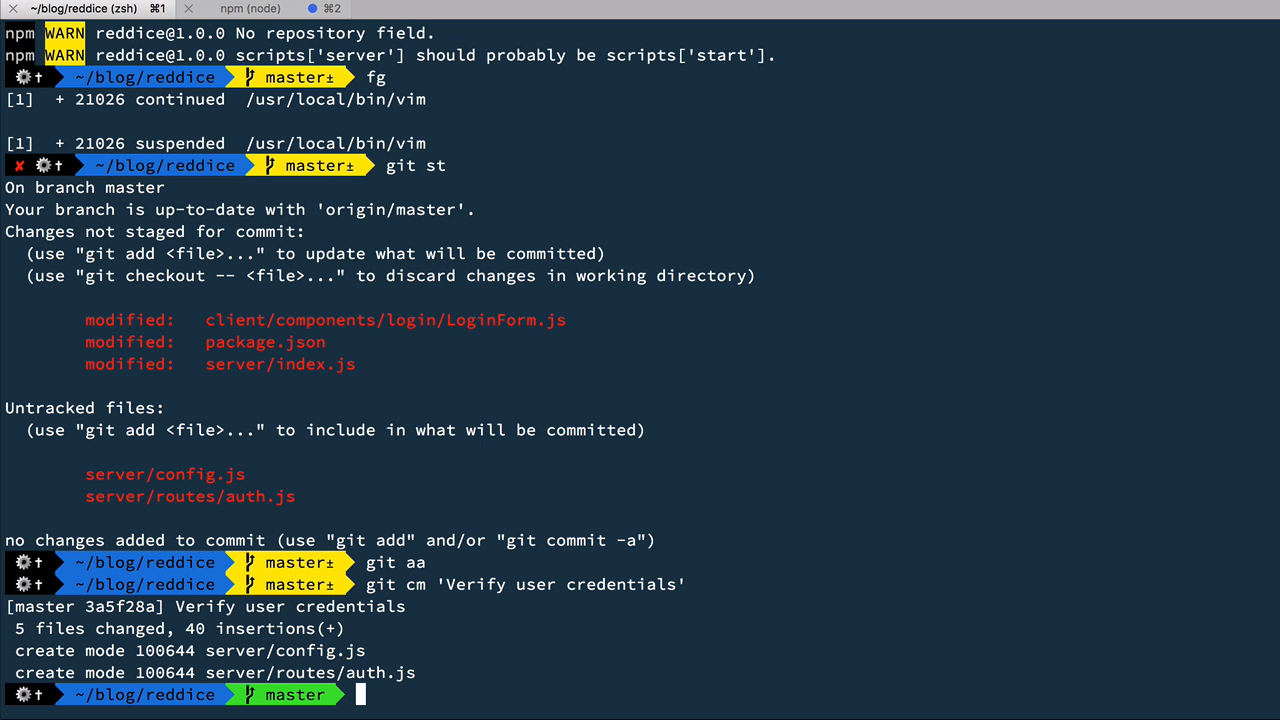 ~/blog/reddice (zsh) ⌘1 npm (node) ⌘2
npm WARN reddice@1.0.0 No repository field.
npm WARN reddice@1.0.0 scripts['server'] should probably be scripts['start'].
⚙† ~/blog/reddice master± fg
[1] + 21026 continued /usr/local/bin/vim
[1] + 21026 suspended /usr/local/bin/vim
✘ ⚙† ~/blog/reddice master± git st
On branch master
Your branch is up-to-date with 'origin/master'.
Changes not staged for commit:
(use "git add <file>..." to update what will be committed)
(use "git checkout -- <file>..." to discard changes in working directory)
modified: client/components/login/LoginForm.js
modified: package.json
modified: server/index.js
Untracked files:
(use "git add <file>..." to include in what will be committed)
server/config.js
server/routes/auth.js
no changes added to commit (use "git add" and/or "git commit -a")
⚙† ~/blog/reddice master± git aa
⚙† ~/blog/reddice master± git cm 'Verify user credentials'
[master 3a5f28a] Verify user credentials
5 files changed, 40 insertions(+)
create mode 100644 server/config.js
create mode 100644 server/routes/auth.js
⚙† ~/blog/reddice master